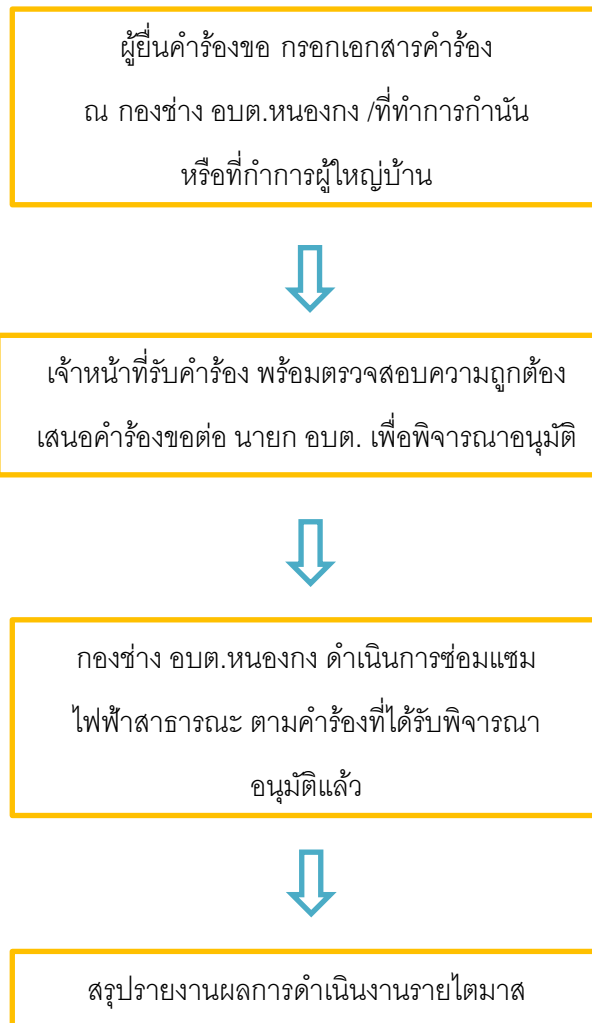 ผู้ยื่นคำร้องขอ กรอกเอกสารคำร้อง
ณ กองช่าง อบต.หนองกง /ที่ทำการกำนัน
หรือที่กำการผู้ใหญ่บ้าน
เจ้าหน้าที่รับคำร้อง พร้อมตรวจสอบความถูกต้อง
เสนอคำร้องขอต่อ นายก อบต. เพื่อพิจารณาอนุมัติ
กองช่าง อบต.หนองกง ดำเนินการซ่อมแซม
ไฟฟ้าสาธารณะ ตามคำร้องที่ได้รับพิจารณา
อนุมัติแล้ว
สรุปรายงานผลการดำเนินงานรายไตมาส